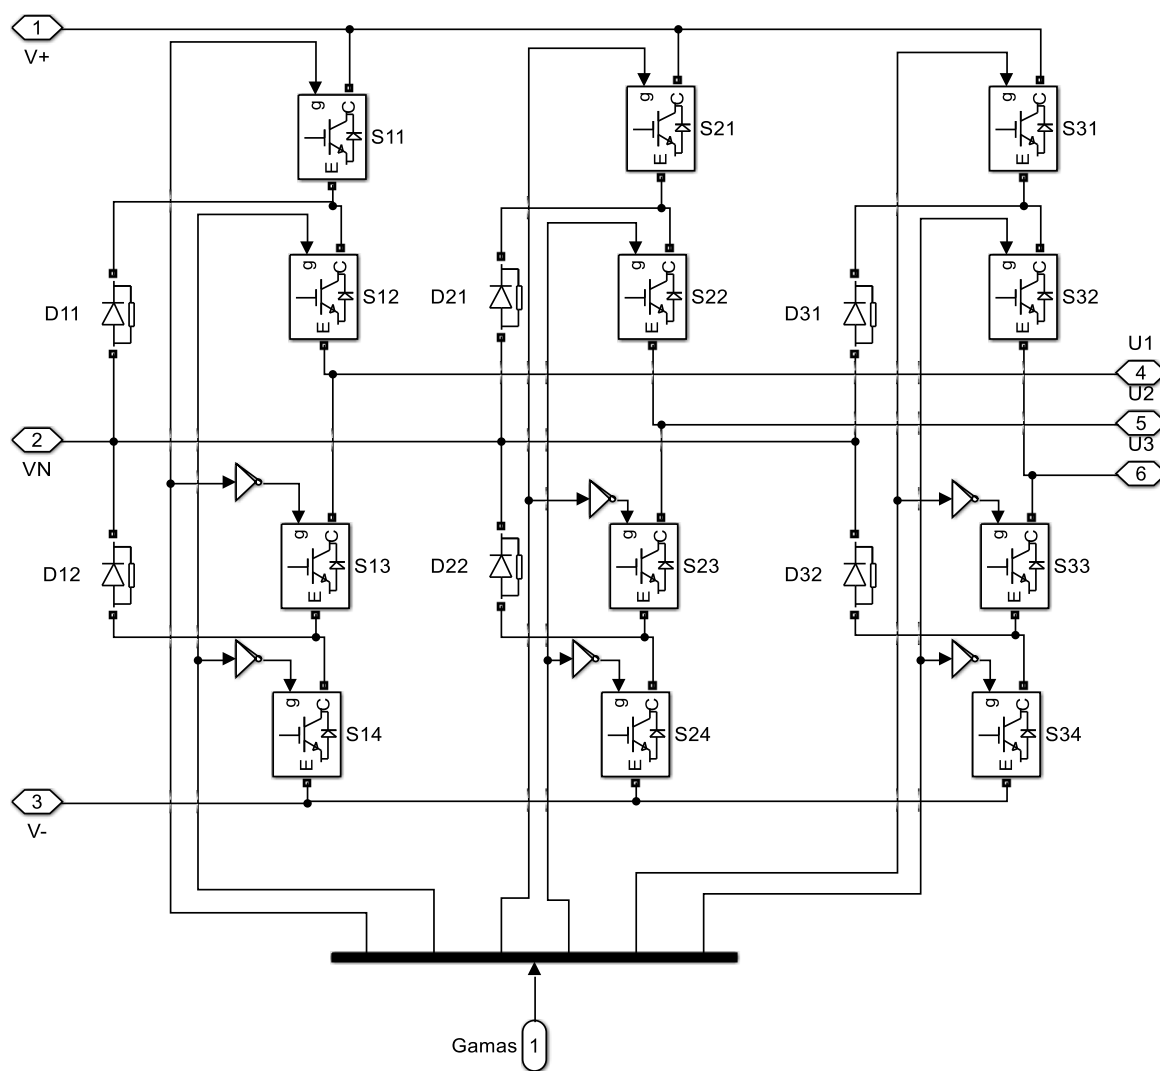 1
V+
g C
E
S11
g C
E
S21
g C
E
S31
g C
E
S12
g C
E
S22
g C
E
S32
D11
D21
D31
U1
4
U2
5
U3
6
2
VN
g C
E
S13
g C
E
S23
g C
E
S33
D12
D22
D32
g C
E
S14
g C
E
S24
g C
E
S34
3
V-
Gamas 1